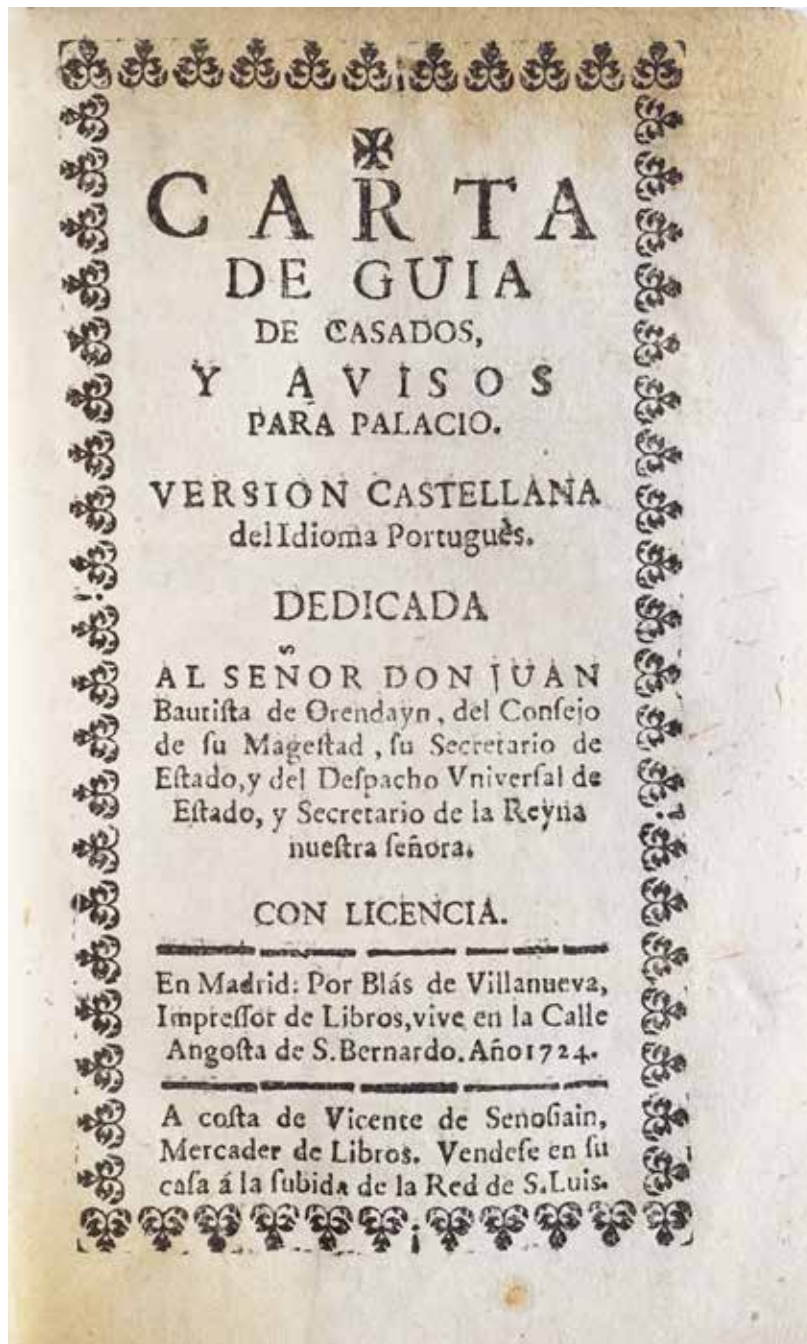 CARTA
DE GUIA
DE CASADOS,
Y AVISOS
PARA PALACIO.
VERSION CASTELLANA
del Idioma Portuguès.
DEDICADA
AL SEÑOR DON JUAN
Bautiſta de Orendayn, del Conſejo
de ſu Mageſtad, ſu Secretario de
Eſtado, y del Deſpacho Vniverſal de
Eſtado, y Secretario de la Reyna
nueſtra ſeñora.
CON LICENCIA.
En Madrid: Por Blás de Villanueva,
Impreſſor de Libros, vive en la Calle
Angoſta de S. Bernardo. Año 1724.
A coſta de Vicente de Senoſiain,
Mercader de Libros. Vendeſe en ſu
caſa á la ſubida de la Red de S. Luis.